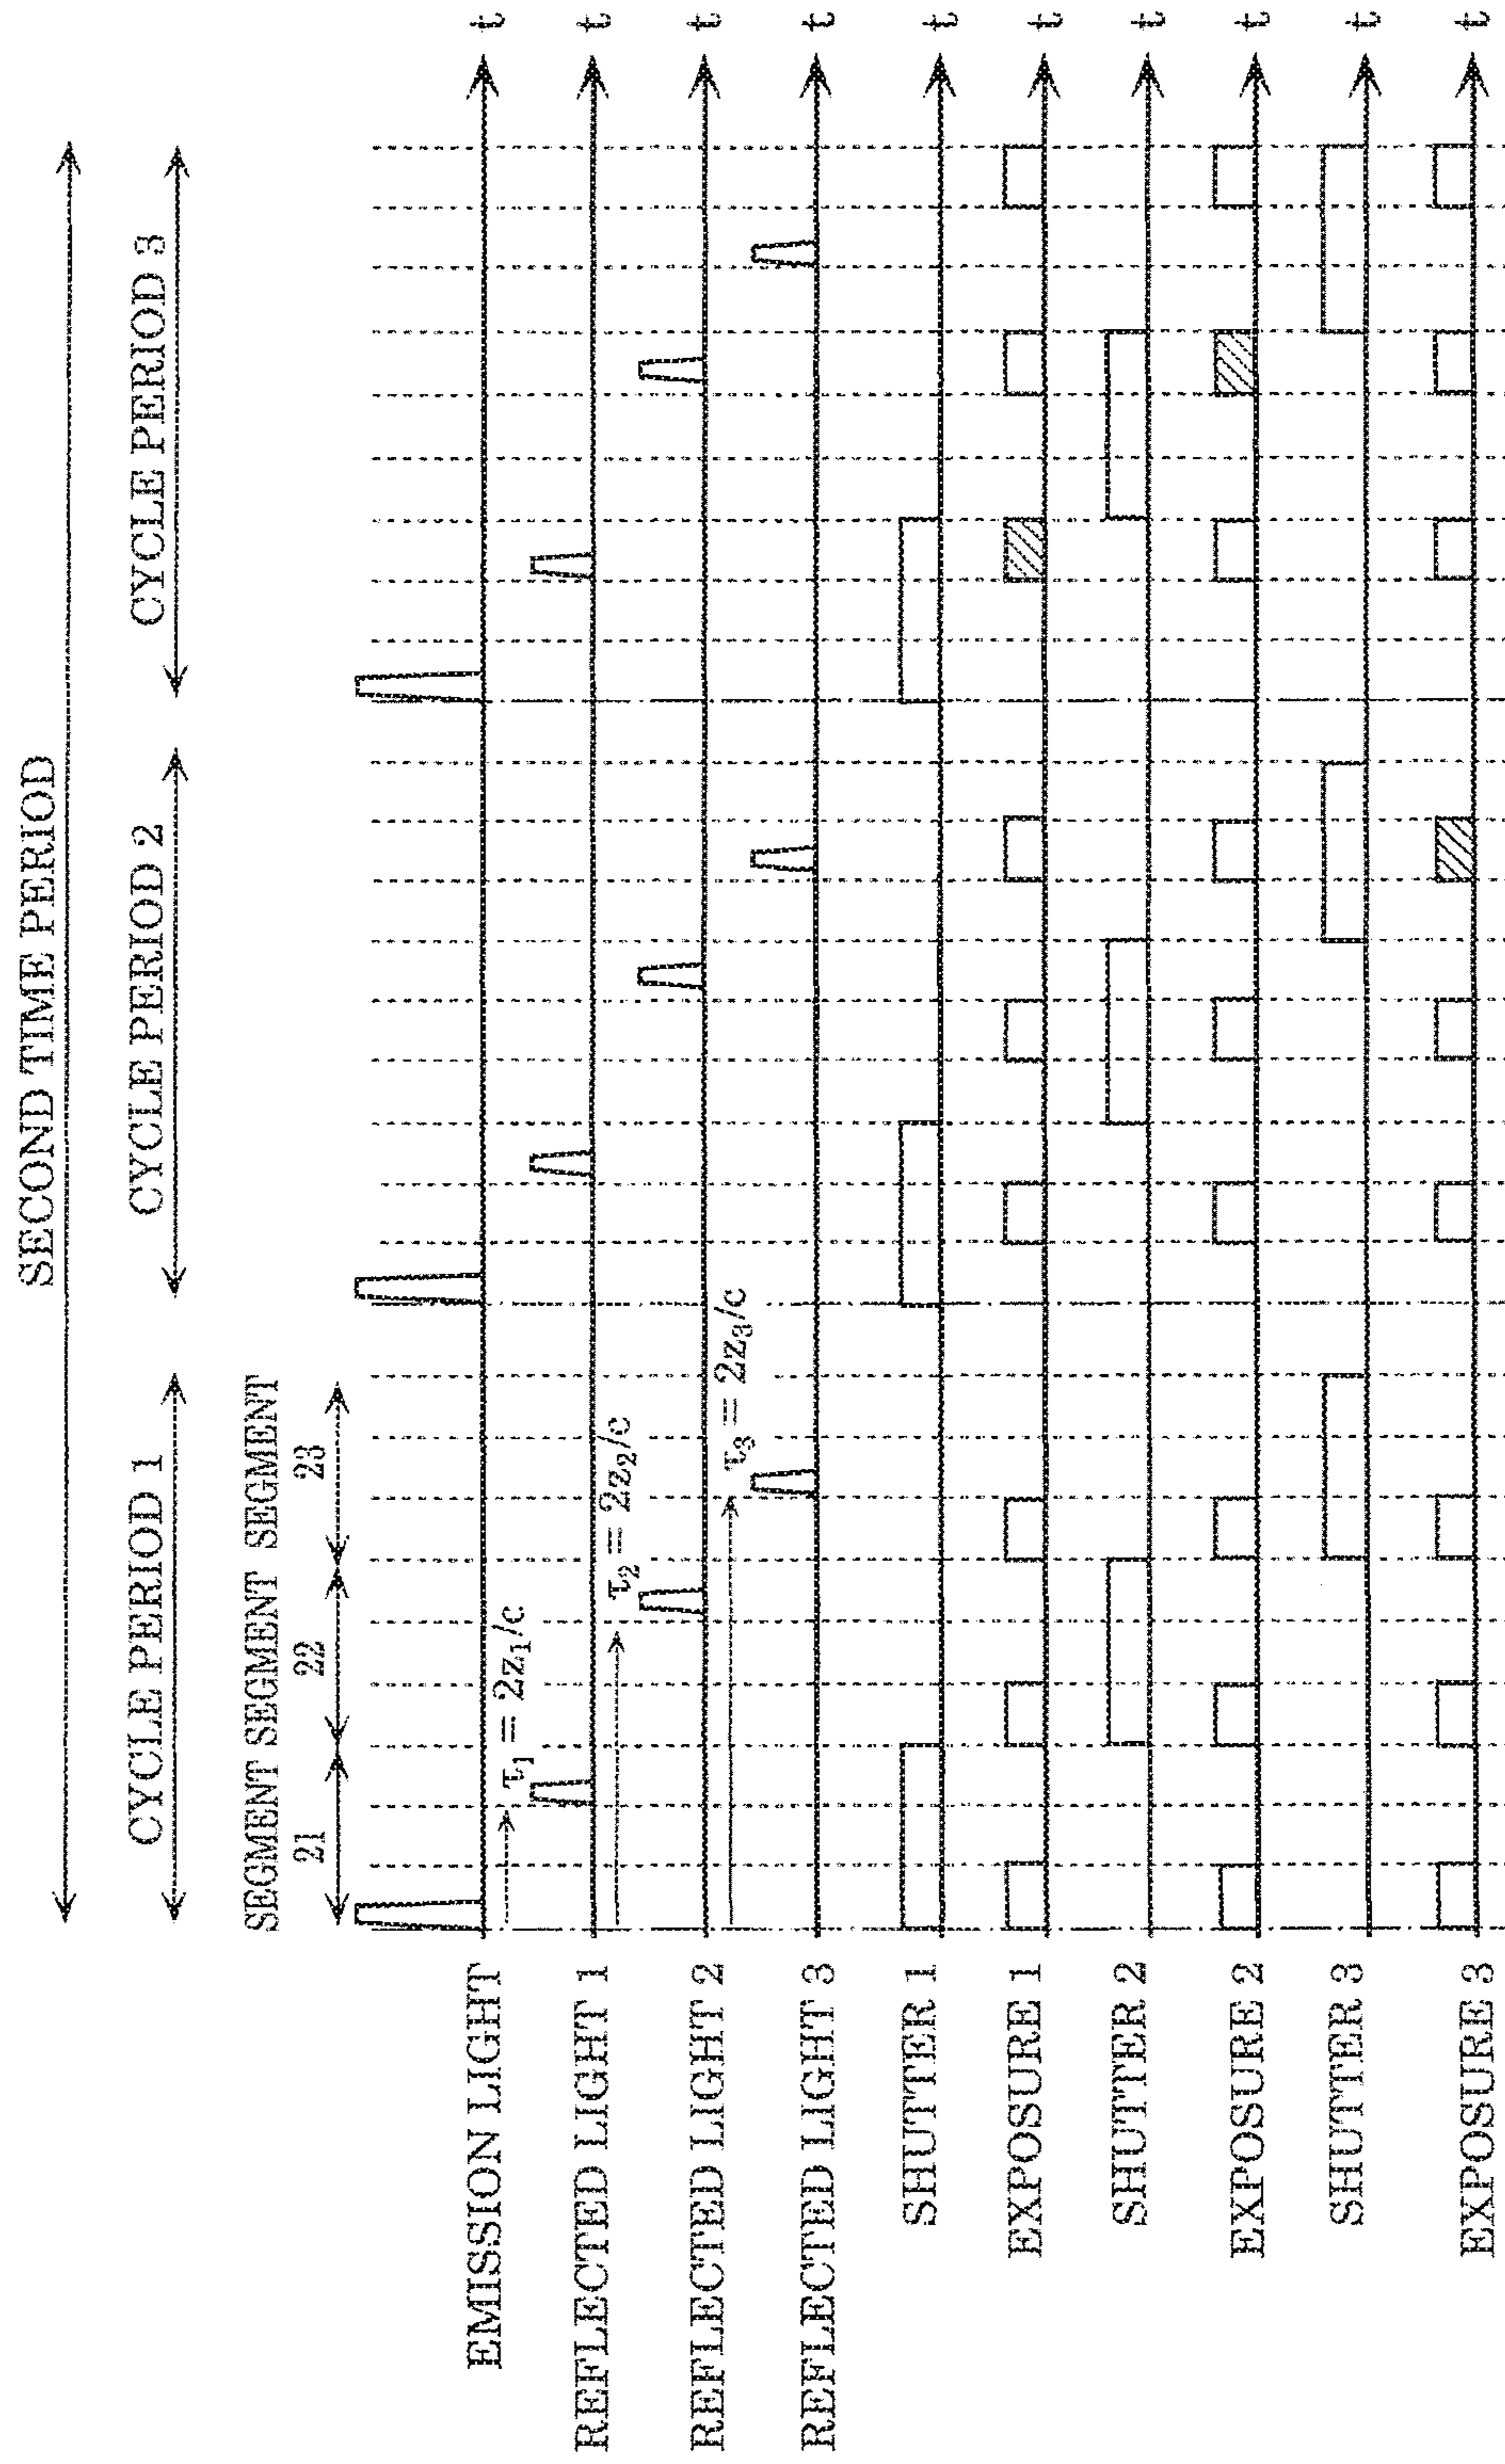 SECOND TIME PERIOD
CYCLE PERIOD 1
CYCLE PERIOD 2
CYCLE PERIOD 3
SEGMENT SEGMENT SEGMENT
21
22
23
EMISSION LIGHT
t
τ₁ = 2z₁/c
REFLECTED LIGHT 1
t
τ₂ = 2z₂/c
REFLECTED LIGHT 2
t
τ₃ = 2z₃/c
REFLECTED LIGHT 3
t
SHUTTER 1
t
EXPOSURE 1
t
SHUTTER 2
t
EXPOSURE 2
t
SHUTTER 3
t
EXPOSURE 3
t